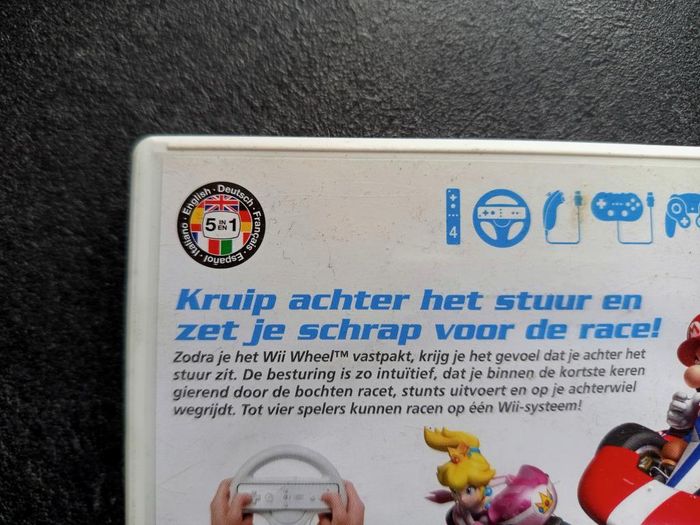 English · Deutsch · Français · Español · Italiano ·
5 IN EN 1
4
Kruip achter het stuur en
zet je schrap voor de race!
Zodra je het Wii Wheel™ vastpakt, krijg je het gevoel dat je achter het
stuur zit. De besturing is zo intuïtief, dat je binnen de kortste keren
gierend door de bochten racet, stunts uitvoert en op je achterwiel
wegrijdt. Tot vier spelers kunnen racen op één Wii-systeem!